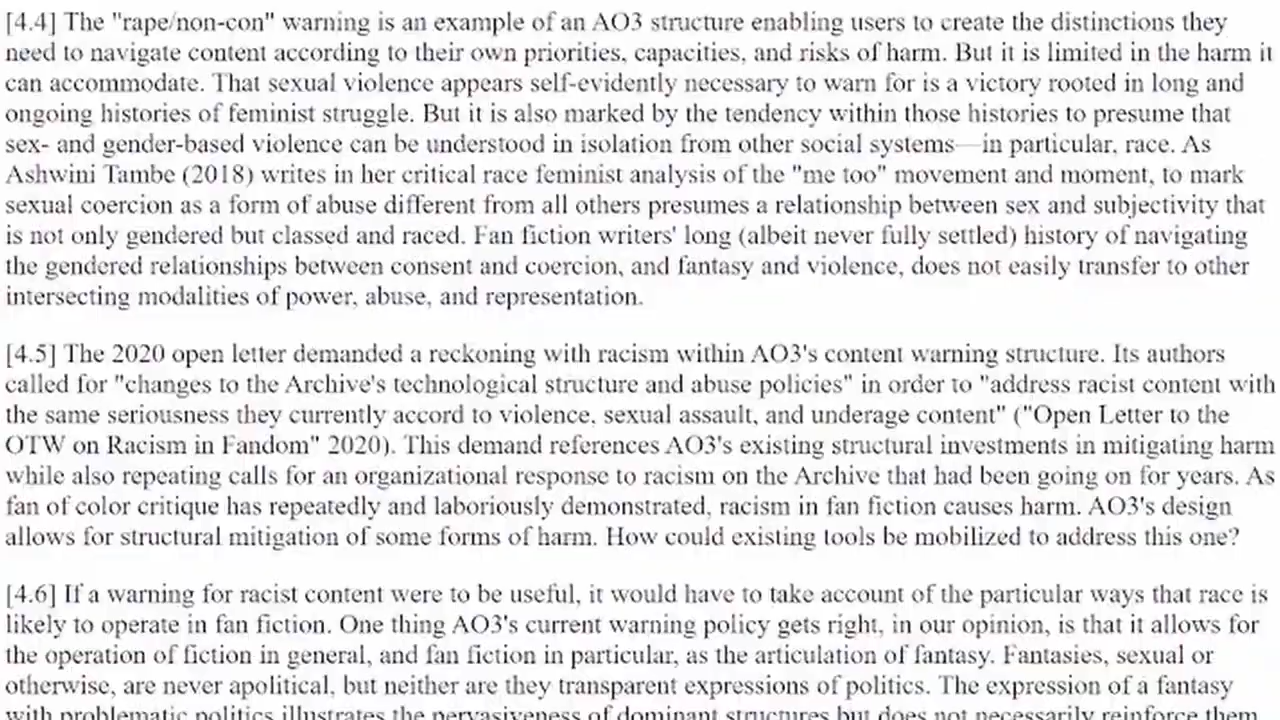 [4.4] The "rape/non-con" warning is an example of an AO3 structure enabling users to create the distinctions they
need to navigate content according to their own priorities, capacities, and risks of harm. But it is limited in the harm it
can accommodate. That sexual violence appears self-evidently necessary to warn for is a victory rooted in long and
ongoing histories of feminist struggle. But it is also marked by the tendency within those histories to presume that
sex- and gender-based violence can be understood in isolation from other social systems—in particular, race. As
Ashwini Tambe (2018) writes in her critical race feminist analysis of the "me too" movement and moment, to mark
sexual coercion as a form of abuse different from all others presumes a relationship between sex and subjectivity that
is not only gendered but classed and raced. Fan fiction writers' long (albeit never fully settled) history of navigating
the gendered relationships between consent and coercion, and fantasy and violence, does not easily transfer to other
intersecting modalities of power, abuse, and representation.
[4.5] The 2020 open letter demanded a reckoning with racism within AO3's content warning structure. Its authors
called for "changes to the Archive's technological structure and abuse policies" in order to "address racist content with
the same seriousness they currently accord to violence, sexual assault, and underage content" ("Open Letter to the
OTW on Racism in Fandom" 2020). This demand references AO3's existing structural investments in mitigating harm
while also repeating calls for an organizational response to racism on the Archive that had been going on for years. As
fan of color critique has repeatedly and laboriously demonstrated, racism in fan fiction causes harm. AO3's design
allows for structural mitigation of some forms of harm. How could existing tools be mobilized to address this one?
[4.6] If a warning for racist content were to be useful, it would have to take account of the particular ways that race is
likely to operate in fan fiction. One thing AO3's current warning policy gets right, in our opinion, is that it allows for
the operation of fiction in general, and fan fiction in particular, as the articulation of fantasy. Fantasies, sexual or
otherwise, are never apolitical, but neither are they transparent expressions of politics. The expression of a fantasy
with problematic politics illustrates the pervasiveness of dominant structures but does not necessarily reinforce them